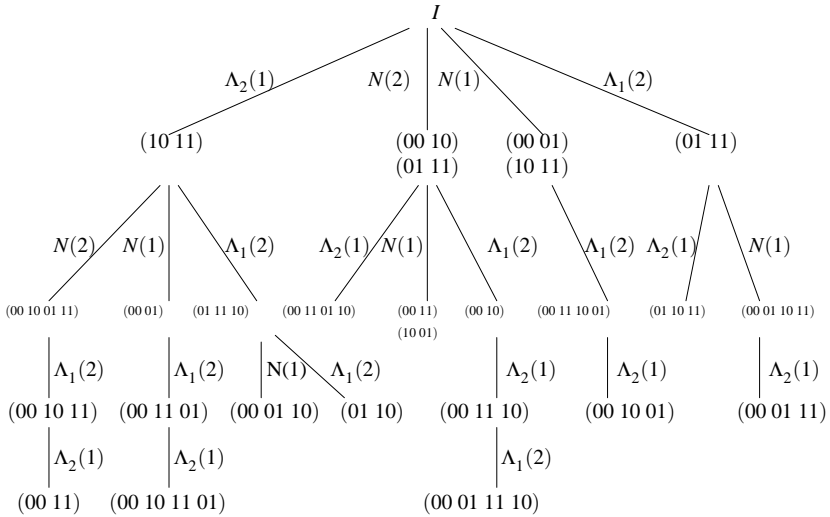 I
Λ₂(1) N(2) N(1) Λ₁(2)
(10 11) (00 10) (00 01) (01 11)
(01 11) (10 11)
N(2) N(1) Λ₁(2) Λ₂(1) N(1) Λ₁(2) Λ₁(2) Λ₂(1) N(1)
(00 10 01 11) (00 01) (01 11 10) (00 11 01 10) (00 11) (00 10) (00 11 10 01) (01 10 11) (00 01 10 11)
(10 01)
Λ₁(2) Λ₁(2) N(1) Λ₁(2) Λ₂(1) Λ₂(1) Λ₂(1)
(00 10 11) (00 11 01) (00 01 10) (01 10) (00 11 10) (00 10 01) (00 01 11)
Λ₂(1) Λ₂(1) Λ₁(2)
(00 11) (00 10 11 01) (00 01 11 10)